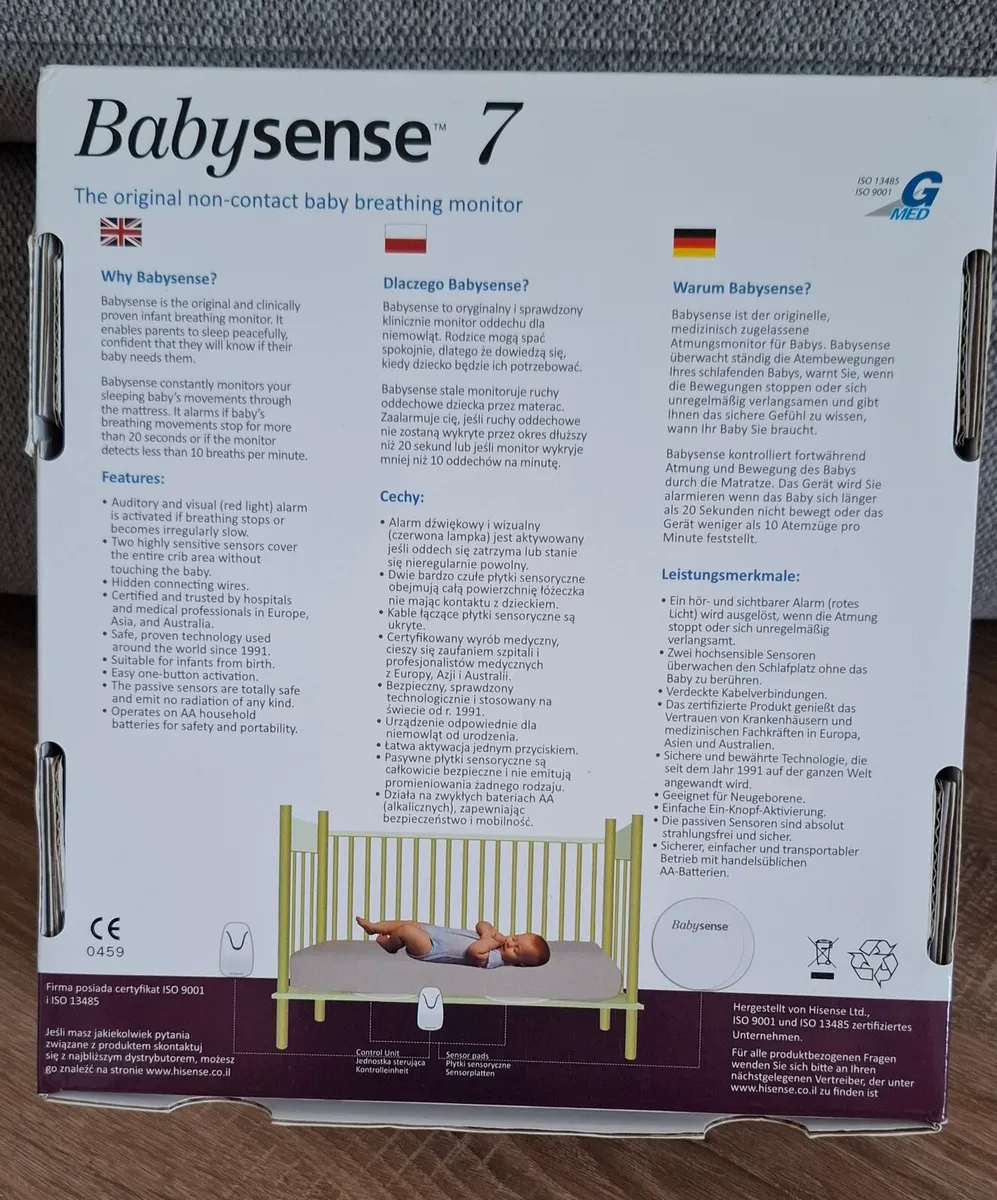 Babysense™ 7
The original non-contact baby breathing monitor
ISO 13485
ISO 9001
G
MED
Why Babysense?
Babysense is the original and clinically
proven infant breathing monitor. It
enables parents to sleep peacefully,
confident that they will know if their
baby needs them.
Babysense constantly monitors your
sleeping baby's movements through
the mattress. It alarms if baby's
breathing movements stop for more
than 20 seconds or if the monitor
detects less than 10 breaths per minute.
Features:
• Auditory and visual (red light) alarm
is activated if breathing stops or
becomes irregularly slow.
• Two highly sensitive sensors cover
the entire crib area without
touching the baby.
• Hidden connecting wires.
• Certified and trusted by hospitals
and medical professionals in Europe,
Asia, and Australia.
• Safe, proven technology used
around the world since 1991.
• Suitable for infants from birth.
• Easy one-button activation.
• The passive sensors are totally safe
and emit no radiation of any kind.
• Operates on AA household
batteries for safety and portability.
Dlaczego Babysense?
Babysense to oryginalny i sprawdzony
klinicznie monitor oddechu dla
niemowląt. Rodzice mogą spać
spokojnie, dlatego że dowiedzą się,
kiedy dziecko będzie ich potrzebować.
Babysense stale monitoruje ruchy
oddechowe dziecka przez materac.
Zaalarmuje cię, jeśli ruchy oddechowe
nie zostaną wykryte przez okres dłuższy
niż 20 sekund lub jeśli monitor wykryje
mniej niż 10 oddechów na minutę.
Cechy:
• Alarm dźwiękowy i wizualny
(czerwona lampka) jest aktywowany
jeśli oddech się zatrzyma lub stanie
się nieregularnie powolny.
• Dwie bardzo czułe płytki sensoryczne
obejmują całą powierzchnię łóżeczka
nie mając kontaktu z dzieckiem.
• Kable łączące płytki sensoryczne są
ukryte.
• Certyfikowany wyrób medyczny,
cieszy się zaufaniem szpitali i
profesjonalistów medycznych
z Europy, Azji i Australii.
• Bezpieczny, sprawdzony
technologicznie i stosowany na
świecie od r. 1991.
• Urządzenie odpowiednie dla
niemowląt od urodzenia.
• Łatwa aktywacja jednym przyciskiem.
• Pasywne płytki sensoryczne są
całkowicie bezpieczne i nie emitują
promieniowania żadnego rodzaju.
• Działa na zwykłych bateriach AA
(alkalicznych), zapewniając
bezpieczeństwo i mobilność.
Warum Babysense?
Babysense ist der originelle,
medizinisch zugelassene
Atmungsmonitor für Babys. Babysense
überwacht ständig die Atembewegungen
Ihres schlafenden Babys, warnt Sie, wenn
die Bewegungen stoppen oder sich
unregelmäßig verlangsamen und gibt
Ihnen das sichere Gefühl zu wissen,
wann Ihr Baby Sie braucht.
Babysense kontrolliert fortwährend
Atmung und Bewegung des Babys
durch die Matratze. Das Gerät wird Sie
alarmieren wenn das Baby sich länger
als 20 Sekunden nicht bewegt oder das
Gerät weniger als 10 Atemzüge pro
Minute feststellt.
Leistungsmerkmale:
• Ein hör- und sichtbarer Alarm (rotes
Licht) wird ausgelöst, wenn die Atmung
stoppt oder sich unregelmäßig
verlangsamt.
• Zwei hochsensible Sensoren
überwachen den Schlafplatz ohne das
Baby zu berühren.
• Verdeckte Kabelverbindungen.
• Das zertifizierte Produkt genießt das
Vertrauen von Krankenhäusern und
medizinischen Fachkräften in Europa,
Asien und Australien.
• Sichere und bewährte Technologie, die
seit dem Jahr 1991 auf der ganzen Welt
angewandt wird.
• Geeignet für Neugeborene.
• Einfache Ein-Knopf-Aktivierung.
• Die passiven Sensoren sind absolut
strahlungsfrei und sicher.
• Sicherer, einfacher und transportabler
Betrieb mit handelsüblichen
AA-Batterien.
CE
0459
Babysense
Firma posiada certyfikat ISO 9001
i ISO 13485
Jeśli masz jakiekolwiek pytania
związane z produktem skontaktuj
się z najbliższym dystrybutorem, możesz
go znaleźć na stronie www.hisense.co.il
Control Unit
Jednostka sterująca
Kontrolleinheit
Sensor pads
Płytki sensoryczne
Sensorplatten
Hergestellt von Hisense Ltd.,
ISO 9001 und ISO 13485 zertifiziertes
Unternehmen.
Für alle produktbezogenen Fragen
wenden Sie sich bitte an Ihren
nächstgelegenen Vertreiber, der unter
www.hisense.co.il zu finden ist